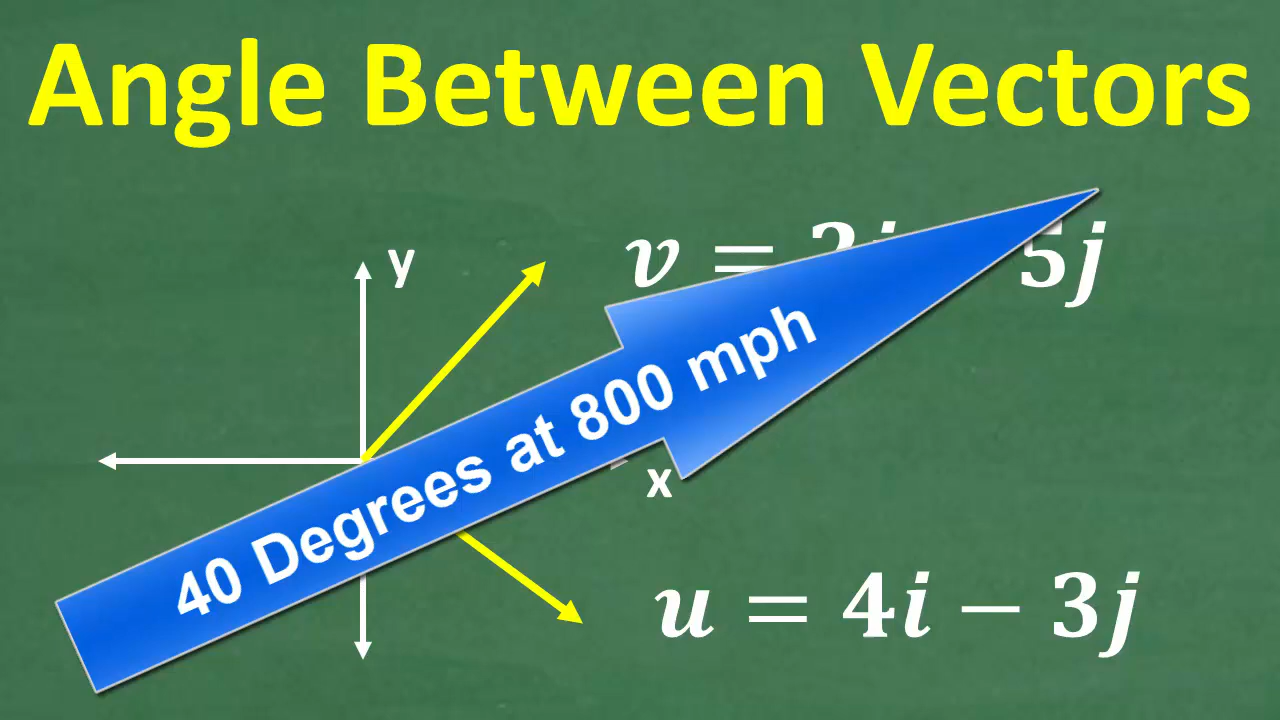 Angle Between Vectors
y
v = 5j
40 Degrees at 800 mph
x
u = 4i − 3j